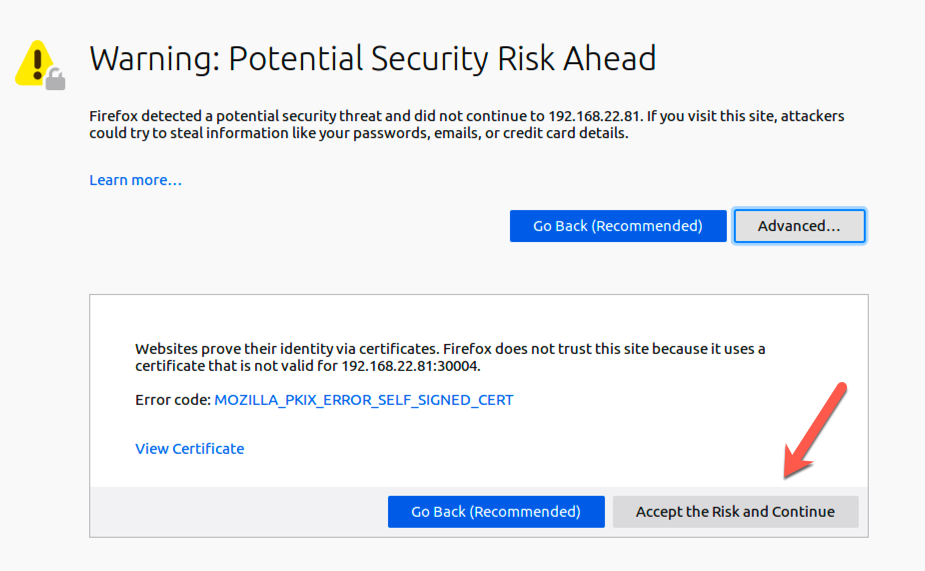 Warning: Potential Security Risk Ahead
Firefox detected a potential security threat and did not continue to 192.168.22.81. If you visit this site, attackers
could try to steal information like your passwords, emails, or credit card details.
Learn more…
Go Back (Recommended)
Advanced…
Websites prove their identity via certificates. Firefox does not trust this site because it uses a
certificate that is not valid for 192.168.22.81:30004.
Error code: MOZILLA_PKIX_ERROR_SELF_SIGNED_CERT
View Certificate
Go Back (Recommended)
Accept the Risk and Continue